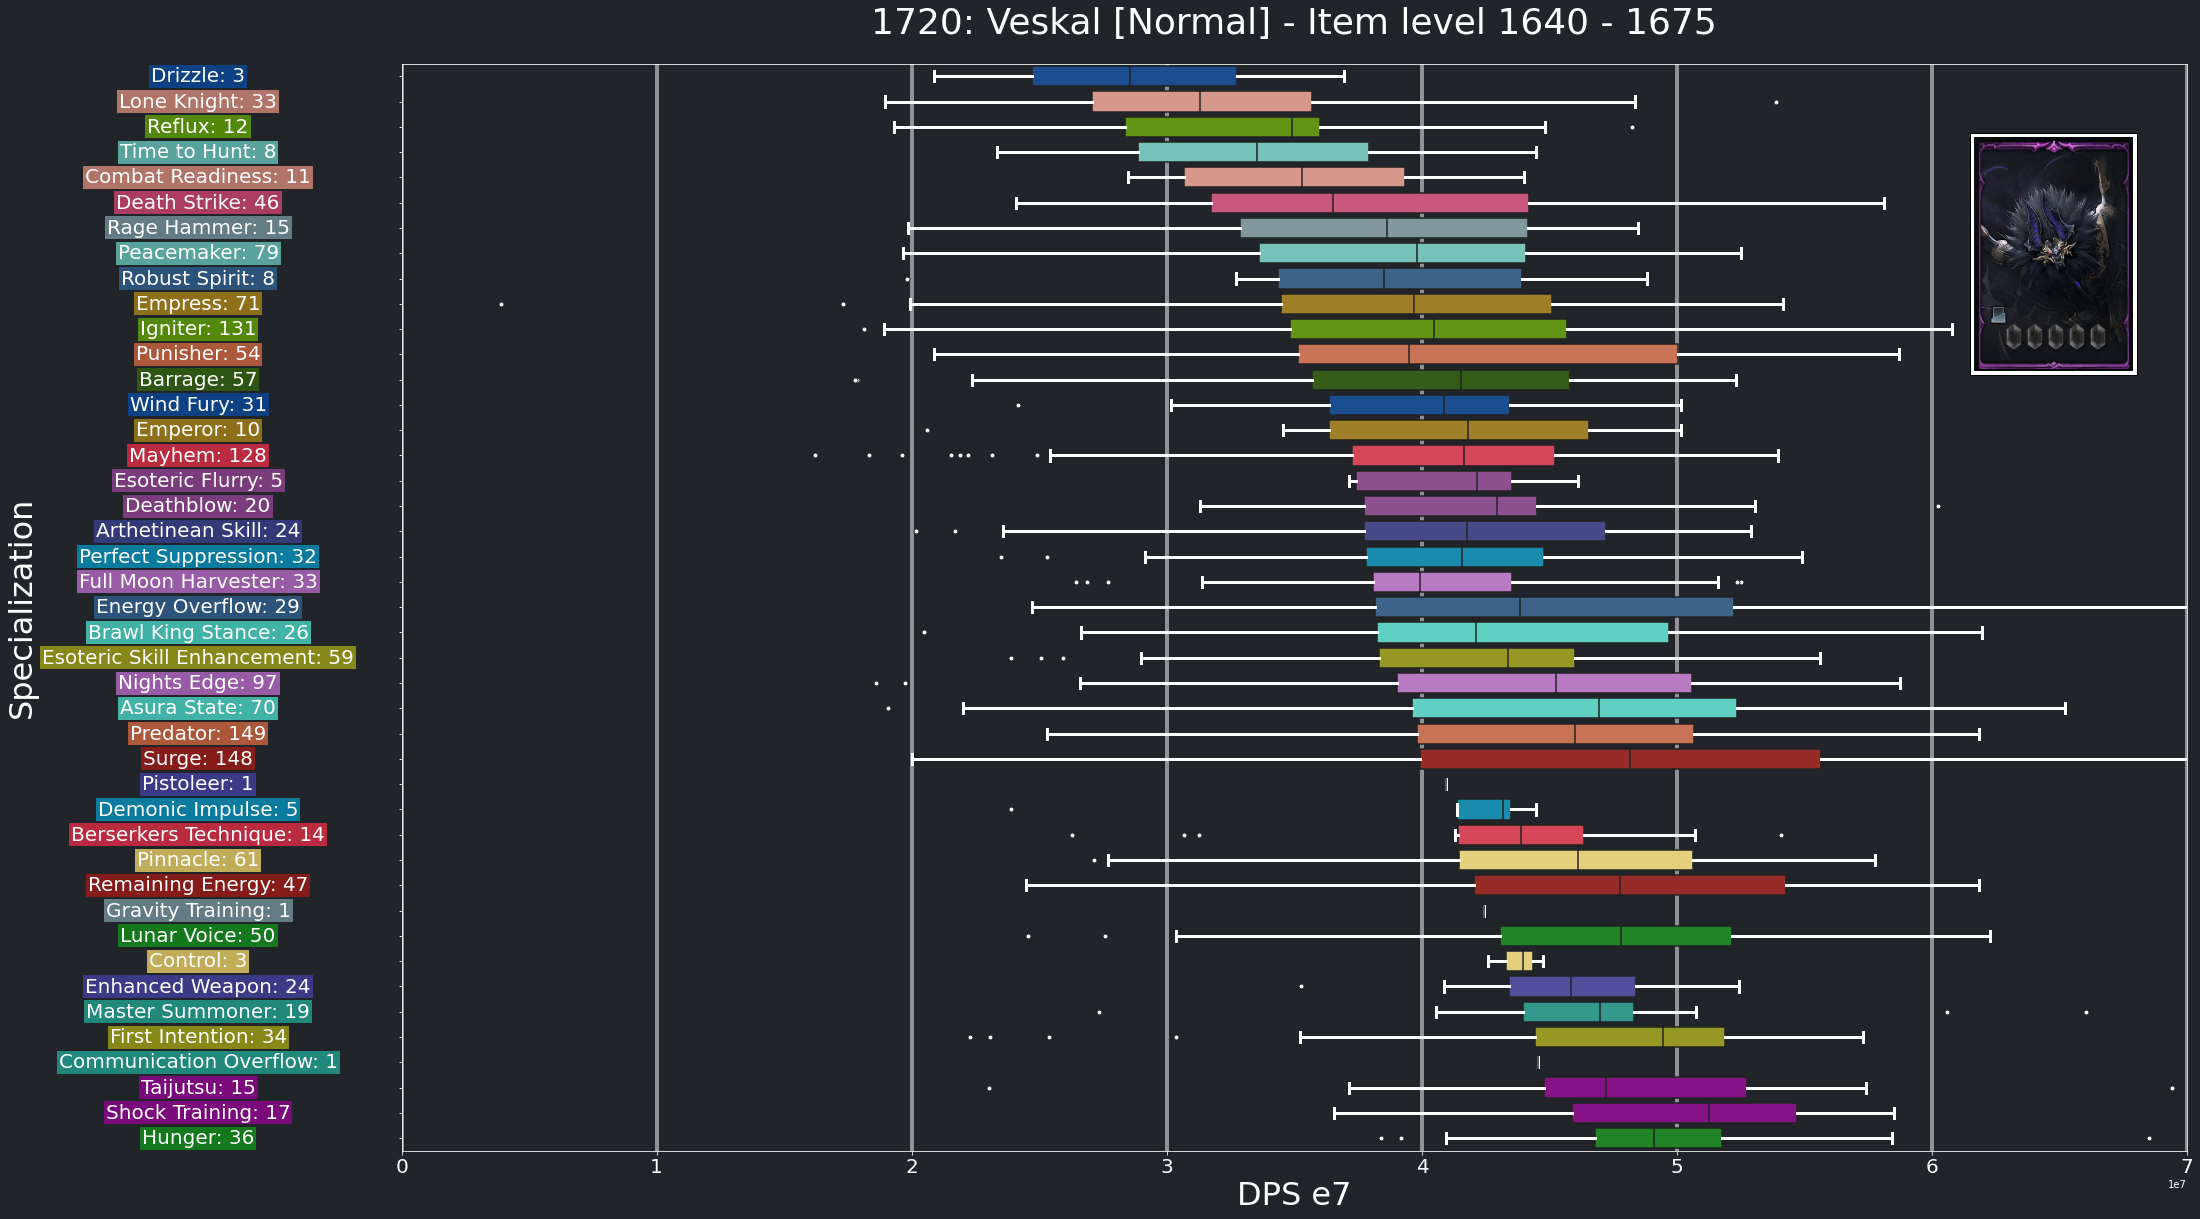 1720: Veskal [Normal] - Item level 1640 - 1675
Specialization
Drizzle: 3
Lone Knight: 33
Reflux: 12
Time to Hunt: 8
Combat Readiness: 11
Death Strike: 46
Rage Hammer: 15
Peacemaker: 79
Robust Spirit: 8
Empress: 71
Igniter: 131
Punisher: 54
Barrage: 57
Wind Fury: 31
Emperor: 10
Mayhem: 128
Esoteric Flurry: 5
Deathblow: 20
Arthetinean Skill: 24
Perfect Suppression: 32
Full Moon Harvester: 33
Energy Overflow: 29
Brawl King Stance: 26
Esoteric Skill Enhancement: 59
Nights Edge: 97
Asura State: 70
Predator: 149
Surge: 148
Pistoleer: 1
Demonic Impulse: 5
Berserkers Technique: 14
Pinnacle: 61
Remaining Energy: 47
Gravity Training: 1
Lunar Voice: 50
Control: 3
Enhanced Weapon: 24
Master Summoner: 19
First Intention: 34
Communication Overflow: 1
Taijutsu: 15
Shock Training: 17
Hunger: 36
0 1 2 3 4 5 6 7
1e7
DPS e7